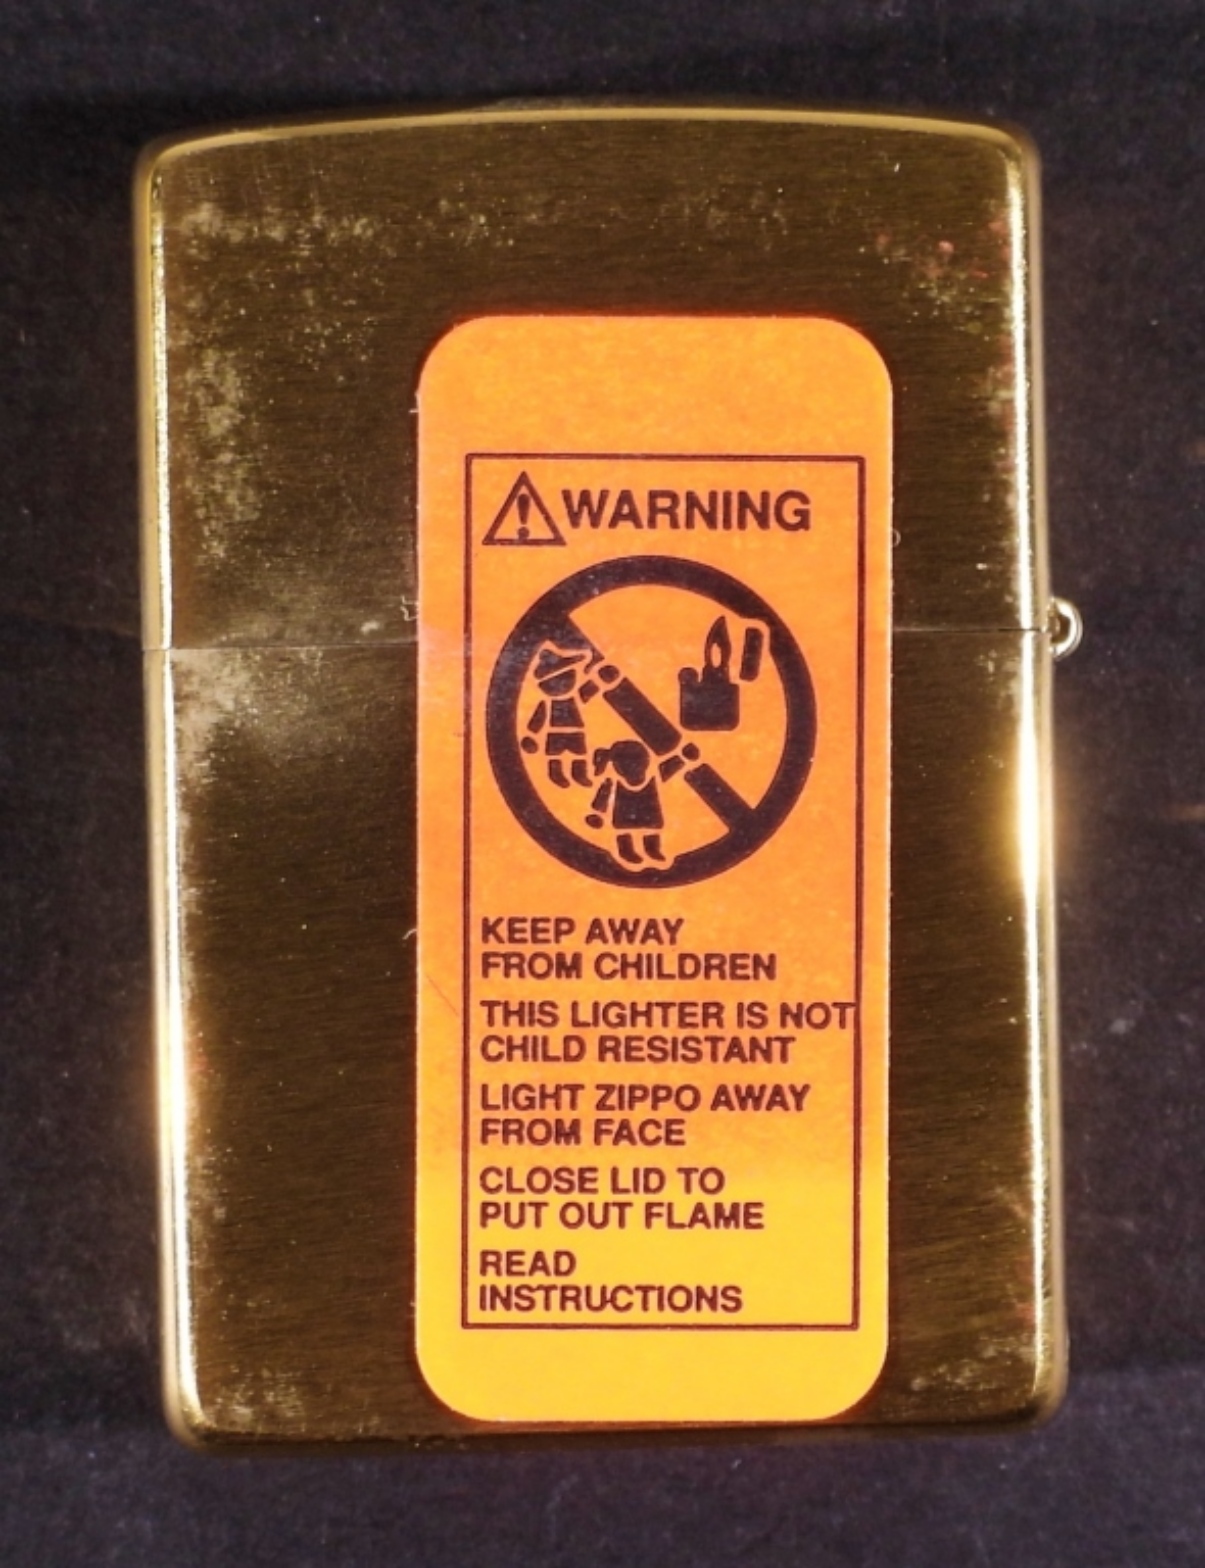 WARNING
KEEP AWAY
FROM CHILDREN
THIS LIGHTER IS NOT
CHILD RESISTANT
LIGHT ZIPPO AWAY
FROM FACE
CLOSE LID TO
PUT OUT FLAME
READ
INSTRUCTIONS